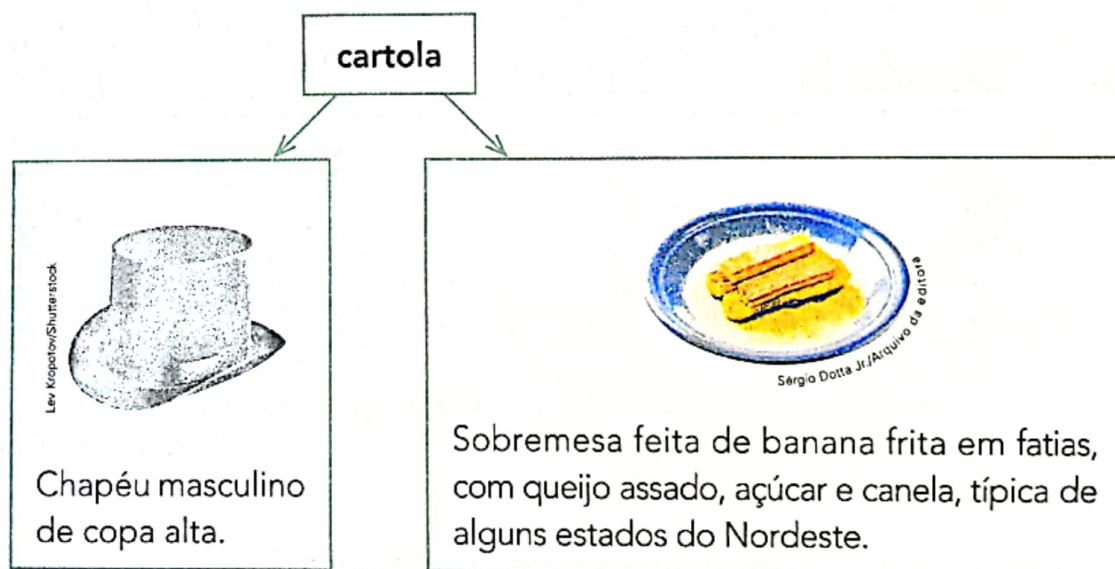 cartola
Lev Kropotov/Shutterstock
Chapéu masculino
de copa alta.
Sérgio Dotta Jr./Arquivo da editora
Sobremesa feita de banana frita em fatias,
com queijo assado, açúcar e canela, típica de
alguns estados do Nordeste.